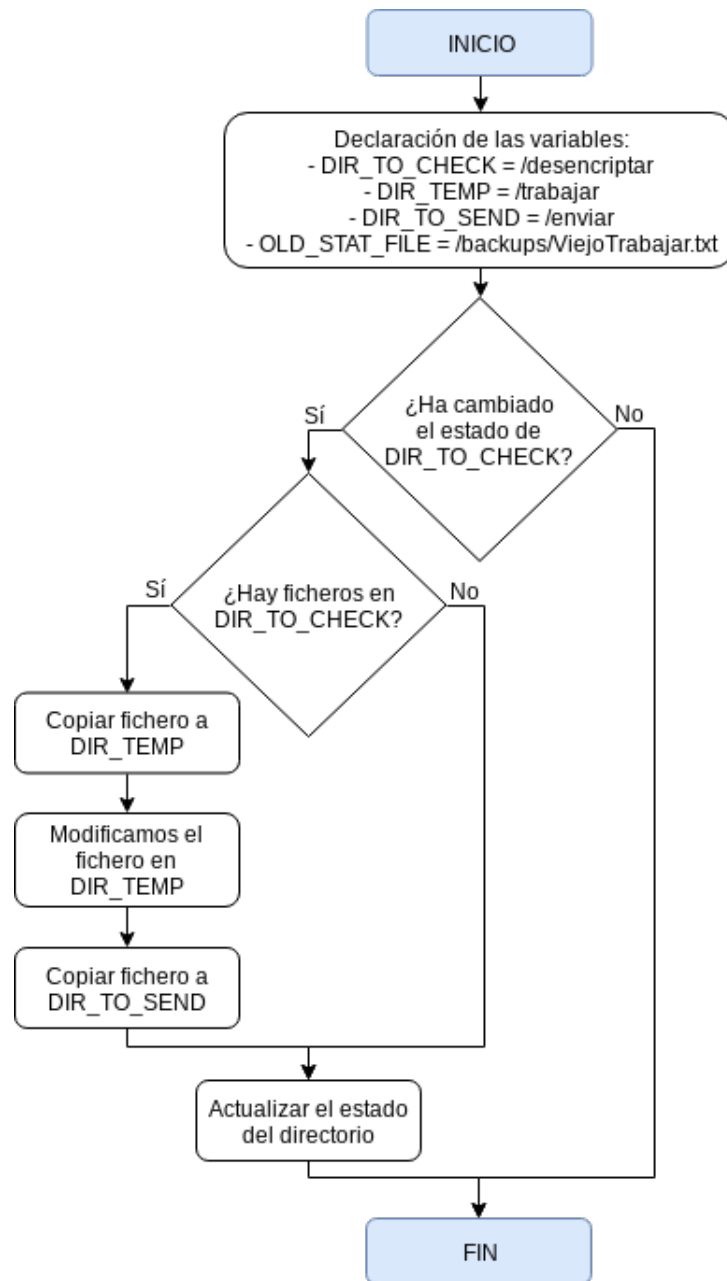 INICIO
Declaración de las variables:
- DIR_TO_CHECK = /desencriptar
- DIR_TEMP = /trabajar
- DIR_TO_SEND = /enviar
- OLD_STAT_FILE = /backups/ViejoTrabajar.txt
¿Ha cambiado
el estado de
DIR_TO_CHECK?
Sí
No
¿Hay ficheros en
DIR_TO_CHECK?
Sí
No
Copiar fichero a
DIR_TEMP
Modificamos el
fichero en
DIR_TEMP
Copiar fichero a
DIR_TO_SEND
Actualizar el estado
del directorio
FIN